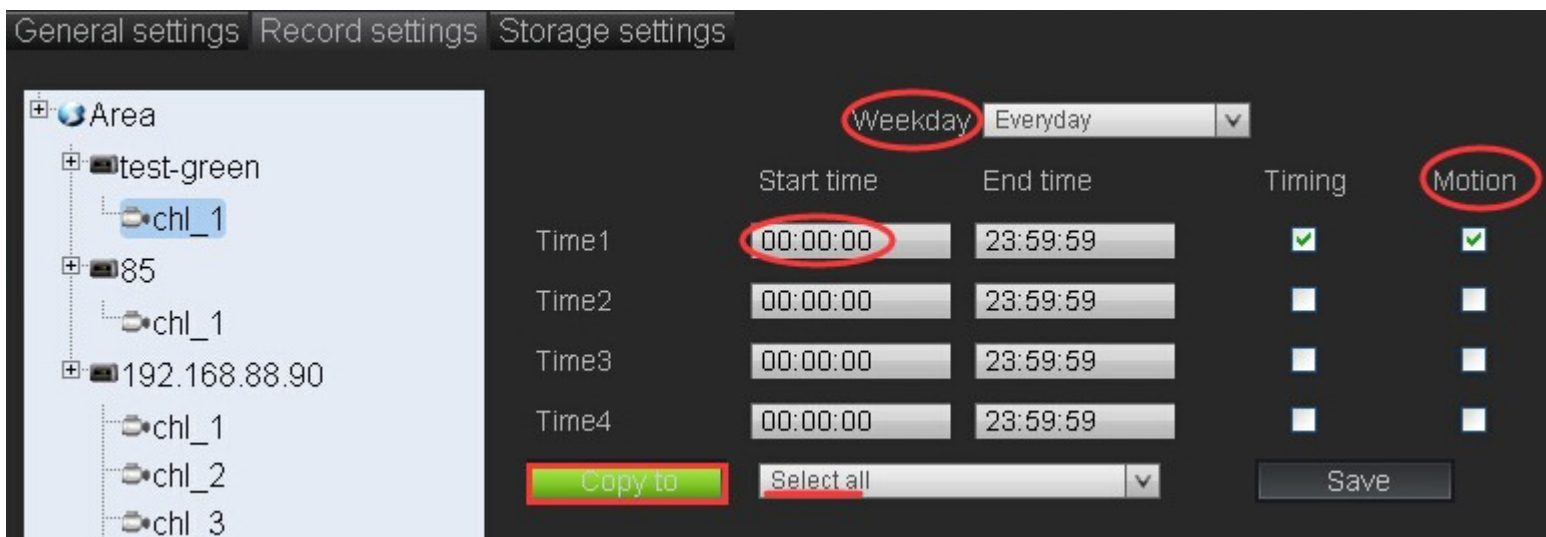 General settings Record settings Storage settings
Area
test-green
chl_1
85
chl_1
192.168.88.90
chl_1
chl_2
chl_3
Weekday Everyday
Start time End time Timing Motion
Time1 00:00:00 23:59:59
Time2 00:00:00 23:59:59
Time3 00:00:00 23:59:59
Time4 00:00:00 23:59:59
Copy to Select all Save